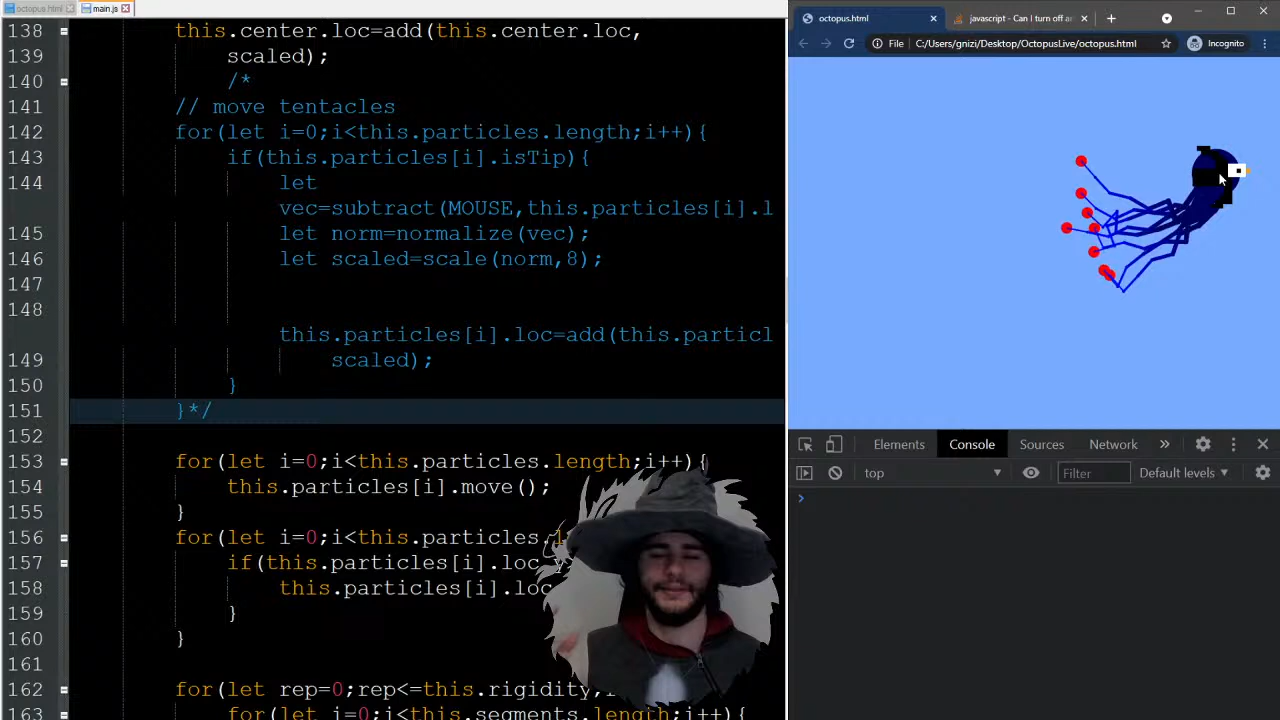 octopus.html
main.js
138 this.center.loc=add(this.center.loc,
139 scaled);
140 /*
141 // move tentacles
142 for(let i=0;i<this.particles.length;i++){
143 if(this.particles[i].isTip){
144 let
vec=subtract(MOUSE,this.particles[i].l
145 let norm=normalize(vec);
146 let scaled=scale(norm,8);
147
148
this.particles[i].loc=add(this.particl
149 scaled);
150 }
151 }*/
152
153 for(let i=0;i<this.particles.length;i++){
154 this.particles[i].move();
155 }
156 for(let i=0;i<this.particles.
157 if(this.particles[i].loc
158 this.particles[i].loc
159 }
160 }
161
162 for(let rep=0;rep<=this.rigidity,
163 for(let i=0;i<this.segments.length;i++){
octopus.html
javascript - Can I turn off an
File
C:/Users/gnizi/Desktop/OctopusLive/octopus.html
Incognito
Elements
Console
Sources
Network
top
Filter
Default levels